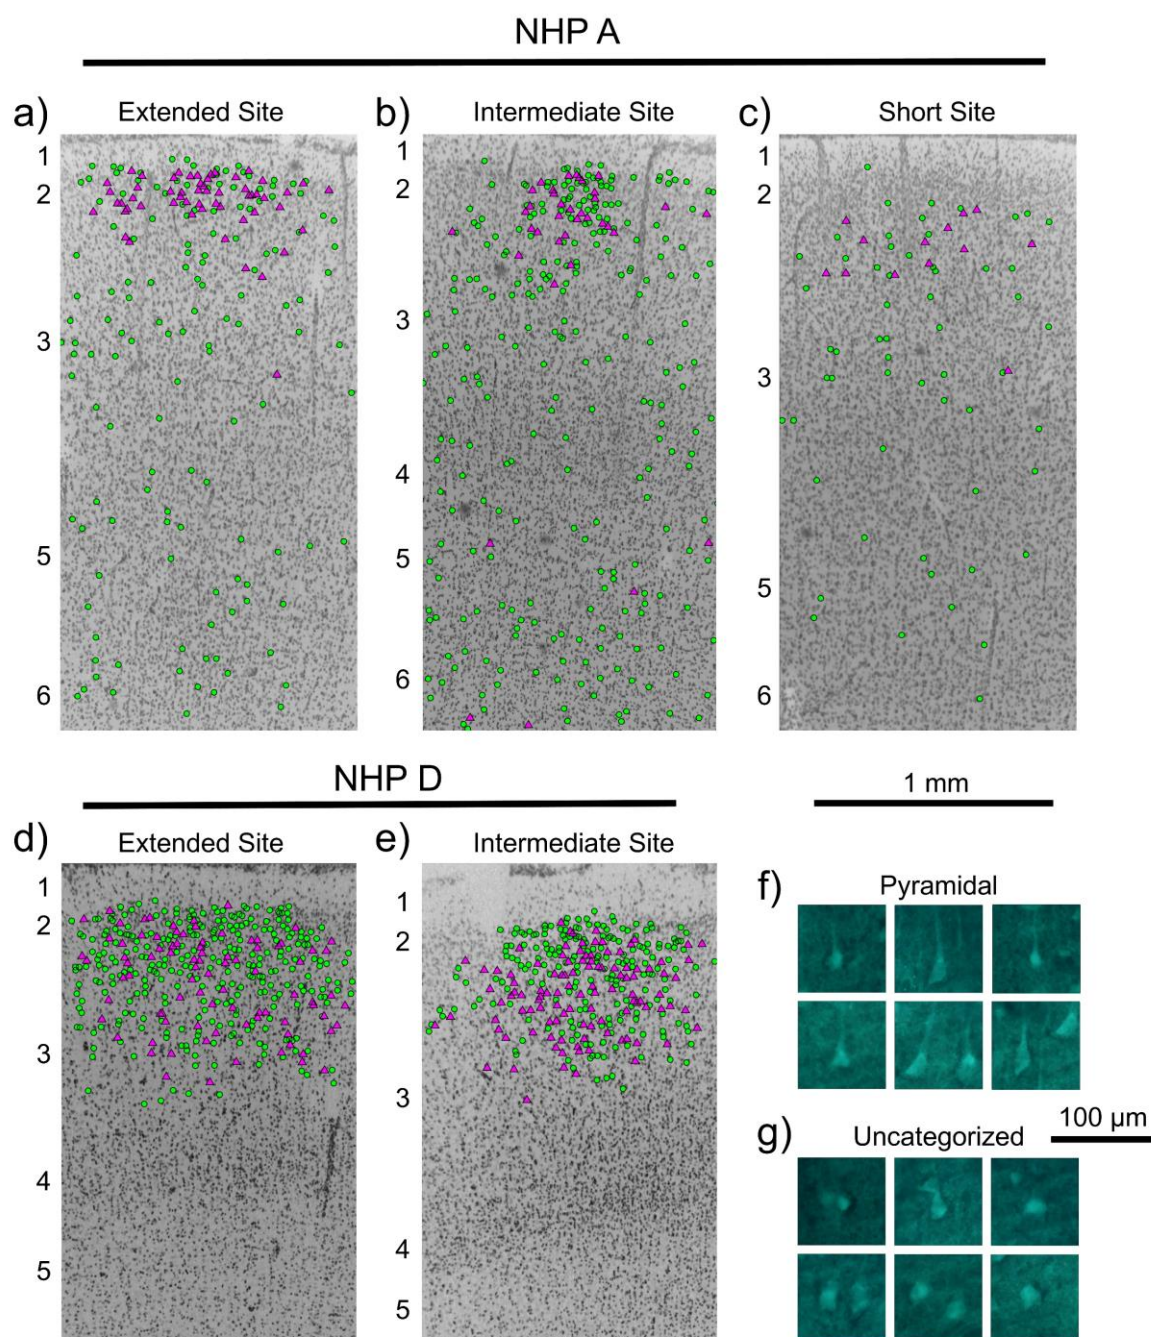 NHP A
a) Extended Site
b) Intermediate Site
c) Short Site
1
2
3
5
6
1
2
3
4
5
6
1
2
3
5
6
NHP D
1 mm
d) Extended Site
e) Intermediate Site
1
2
3
4
5
1
2
3
4
5
f) Pyramidal
100 µm
g) Uncategorized